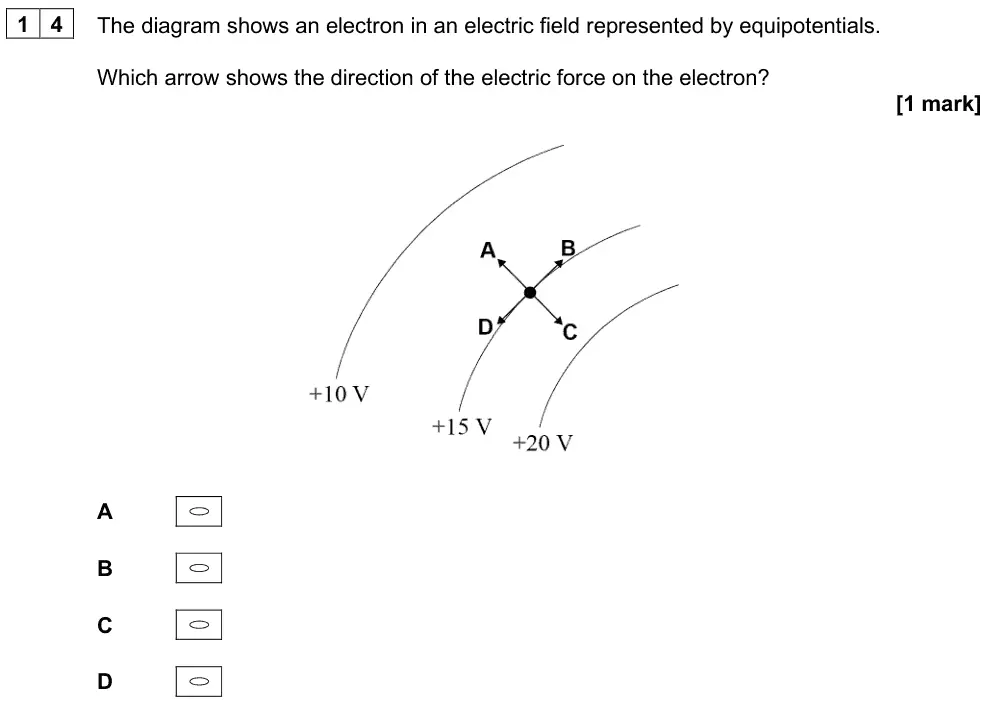 1 4 The diagram shows an electron in an electric field represented by equipotentials.
Which arrow shows the direction of the electric force on the electron?
[1 mark]
A
B
D
C
+10 V
+15 V
+20 V
A
B
C
D